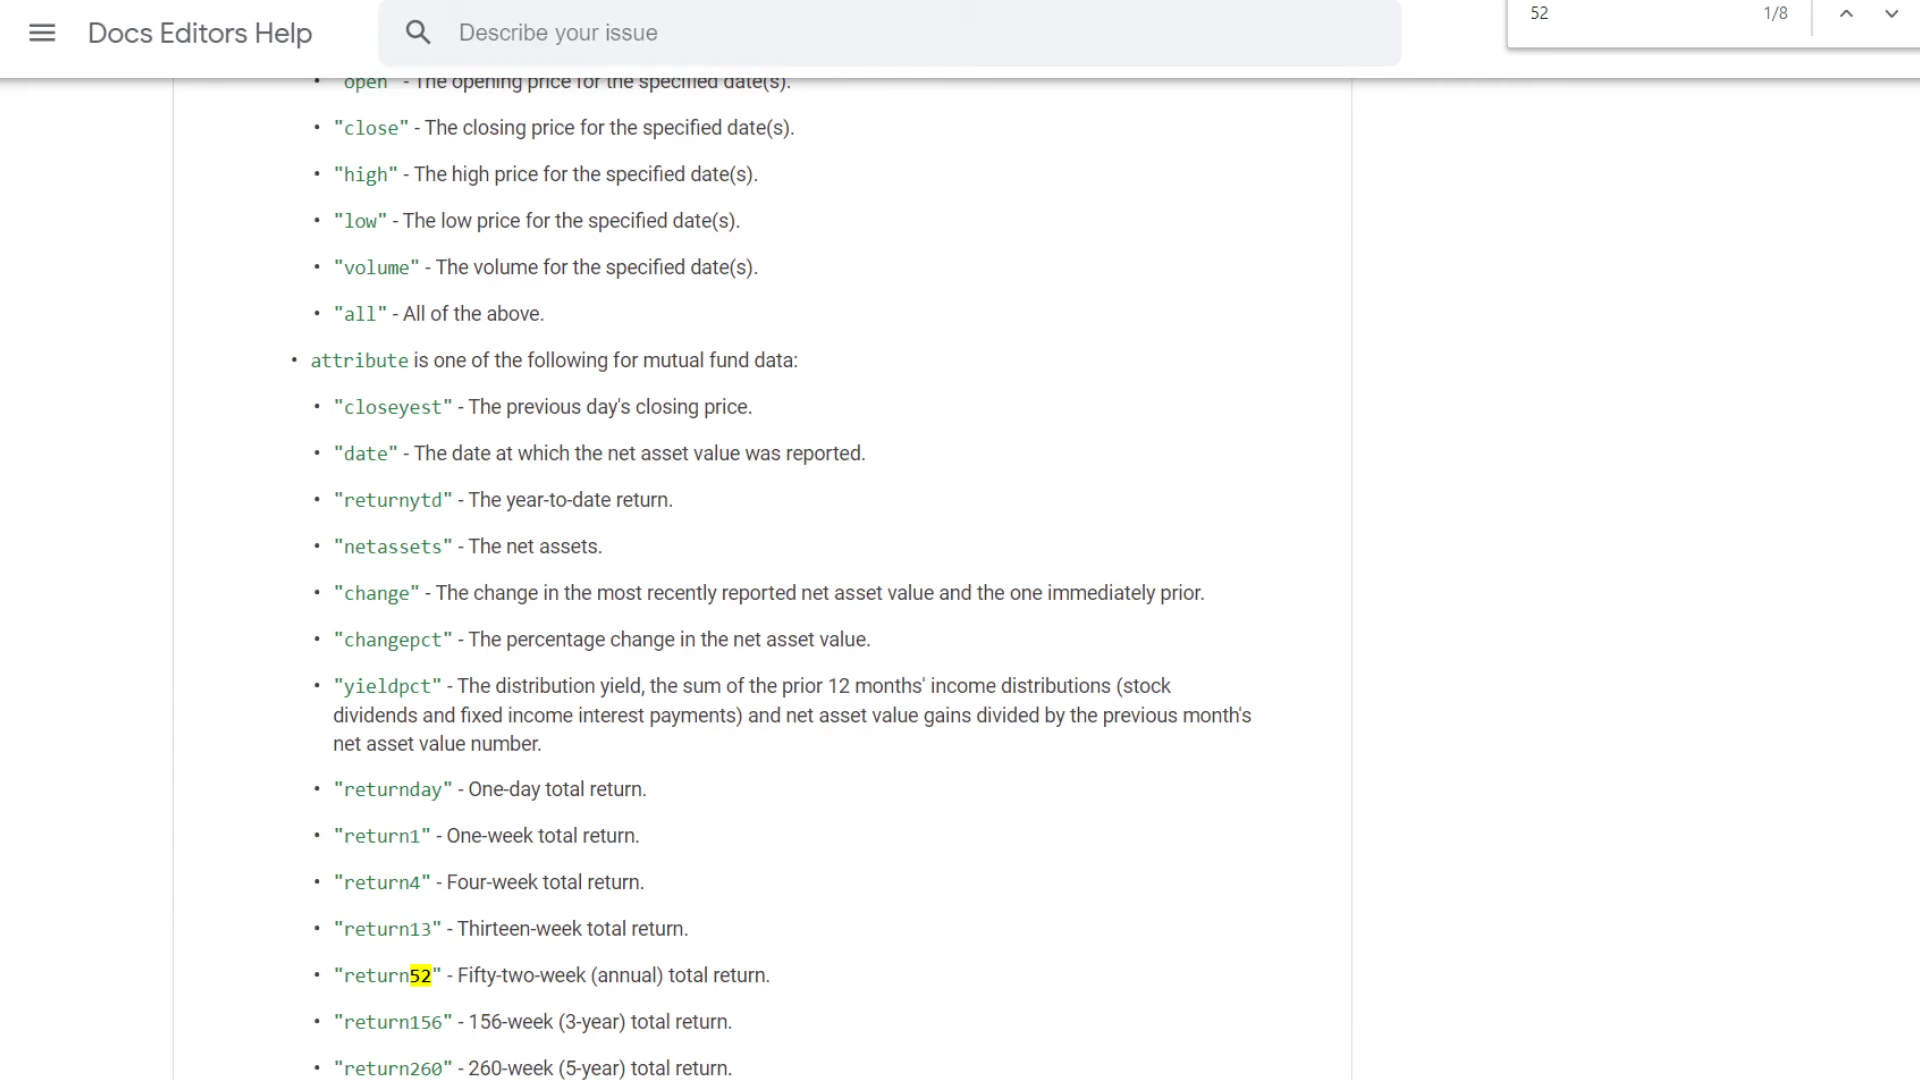 Docs Editors Help
Describe your issue
52
1/8
• "open" - The opening price for the specified date(s).
• "close" - The closing price for the specified date(s).
• "high" - The high price for the specified date(s).
• "low" - The low price for the specified date(s).
• "volume" - The volume for the specified date(s).
• "all" - All of the above.
• attribute is one of the following for mutual fund data:
• "closeyest" - The previous day's closing price.
• "date" - The date at which the net asset value was reported.
• "returnytd" - The year-to-date return.
• "netassets" - The net assets.
• "change" - The change in the most recently reported net asset value and the one immediately prior.
• "changepct" - The percentage change in the net asset value.
• "yieldpct" - The distribution yield, the sum of the prior 12 months' income distributions (stock
dividends and fixed income interest payments) and net asset value gains divided by the previous month's
net asset value number.
• "returnday" - One-day total return.
• "return1" - One-week total return.
• "return4" - Four-week total return.
• "return13" - Thirteen-week total return.
• "return52" - Fifty-two-week (annual) total return.
• "return156" - 156-week (3-year) total return.
• "return260" - 260-week (5-year) total return.